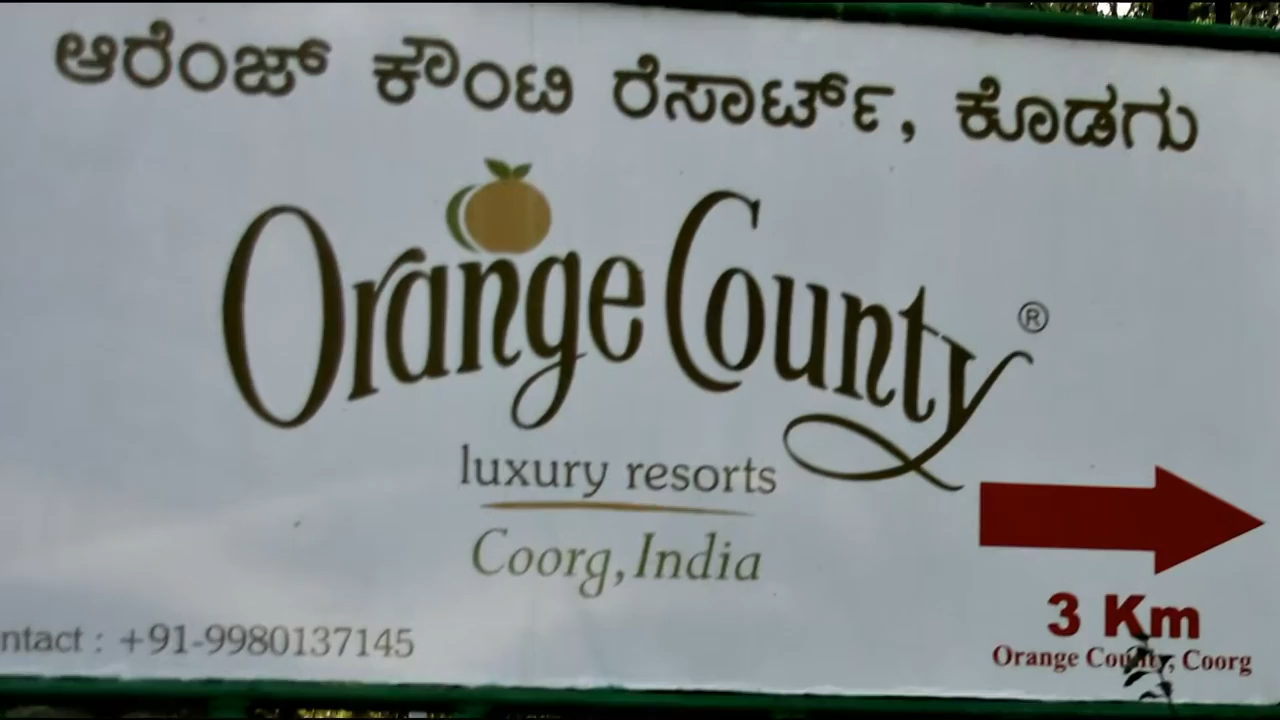 ಆರೆಂಜ್ ಕೌಂಟಿ ರೆಸಾರ್ಟ್, ಕೊಡಗು
Orange County ®
luxury resorts
Coorg, India
3 Km
Orange County, Coorg
ntact : +91-9980137145